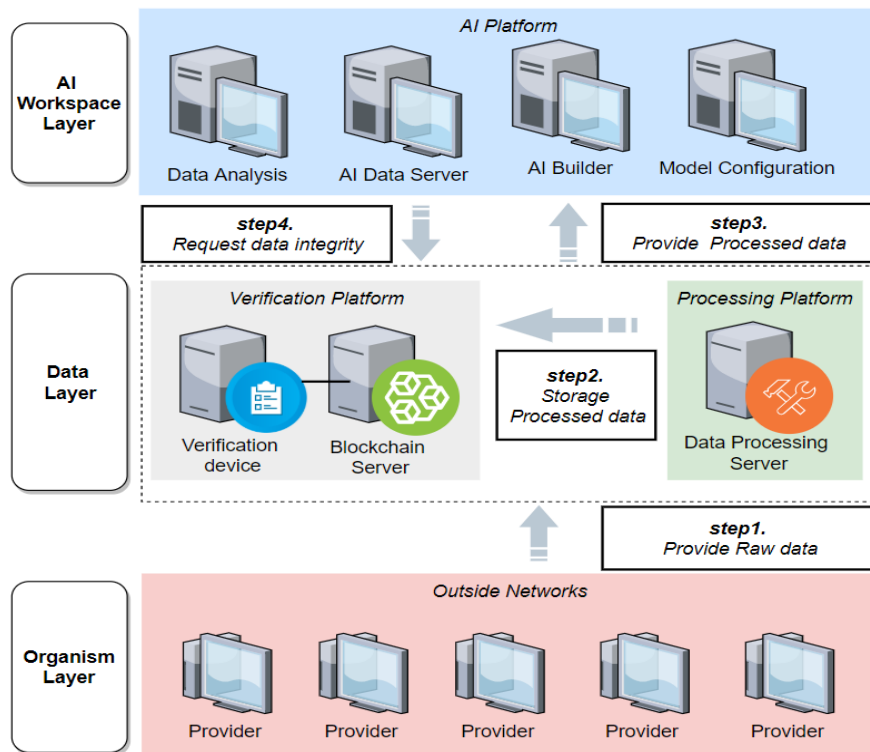 AI Platform
AI
Workspace
Layer
Data Analysis
AI Data Server
AI Builder
Model Configuration
step4.
Request data integrity
step3.
Provide Processed data
Data
Layer
Verification Platform
Processing Platform
step2.
Storage
Processed data
Verification
device
Blockchain
Server
Data Processing
Server
step1.
Provide Raw data
Organism
Layer
Outside Networks
Provider
Provider
Provider
Provider
Provider